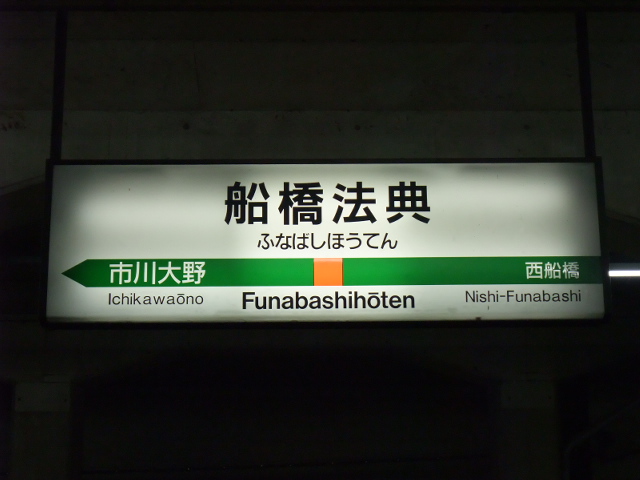 船橋法典
ふなばしほうてん
市川大野 西船橋
Ichikawaōno Funabashihōten Nishi-Funabashi